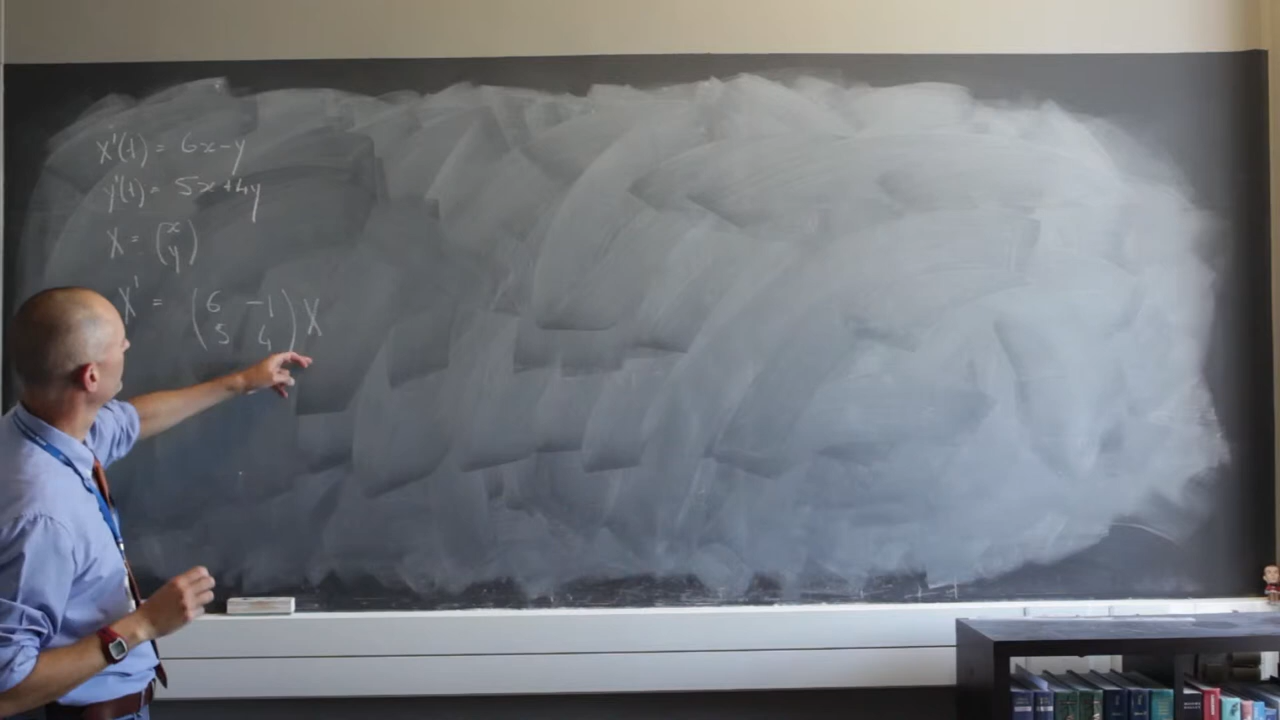 x'(t) = 6x-y
y'(t) = 5x+4y
X = (x
y)
X' = (6 -1
5 4) X